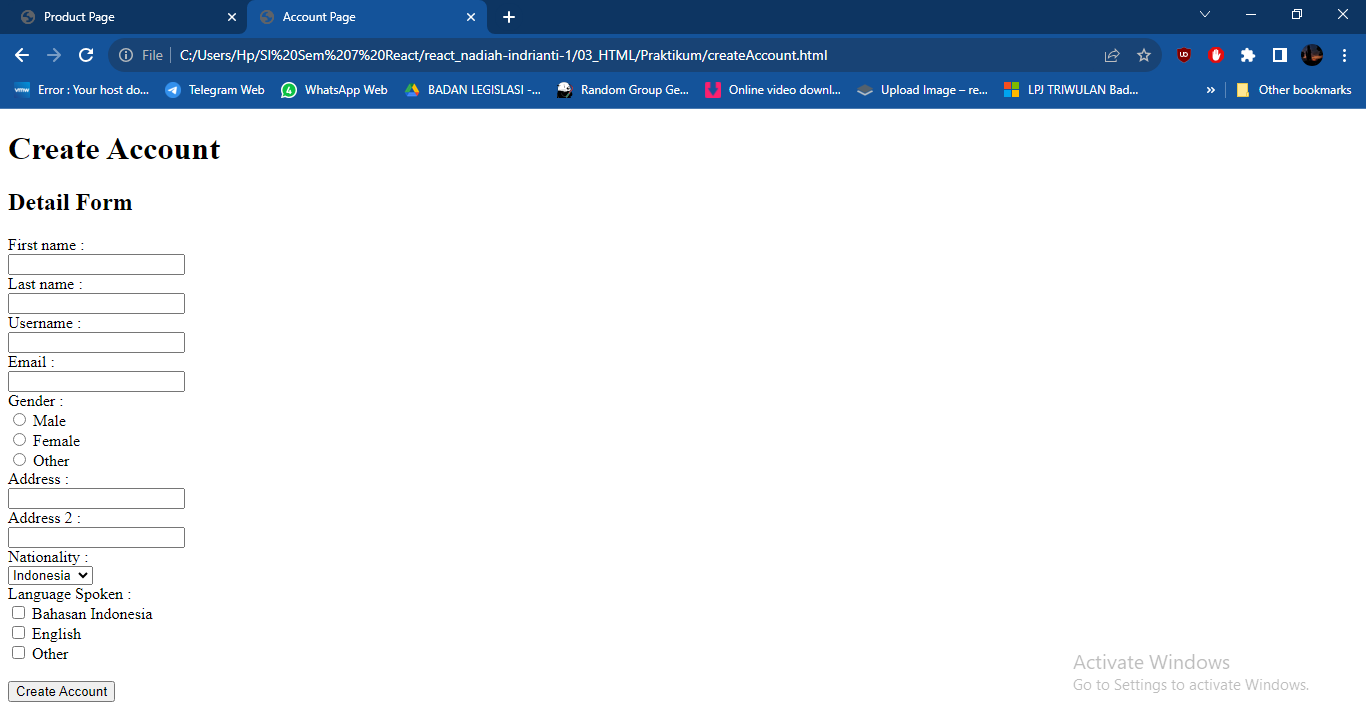 Product Page
Account Page
File
C:/Users/Hp/SI%20Sem%207%20React/react_nadiah-indrianti-1/03_HTML/Praktikum/createAccount.html
vmw Error : Your host do...
Telegram Web
WhatsApp Web
BADAN LEGISLASI -...
Random Group Ge...
Online video downl...
Upload Image – re...
LPJ TRIWULAN Bad...
»
Other bookmarks
Create Account
Detail Form
First name :
Last name :
Username :
Email :
Gender :
Male
Female
Other
Address :
Address 2 :
Nationality :
Indonesia
Language Spoken :
Bahasan Indonesia
English
Other
Create Account
Activate Windows
Go to Settings to activate Windows.